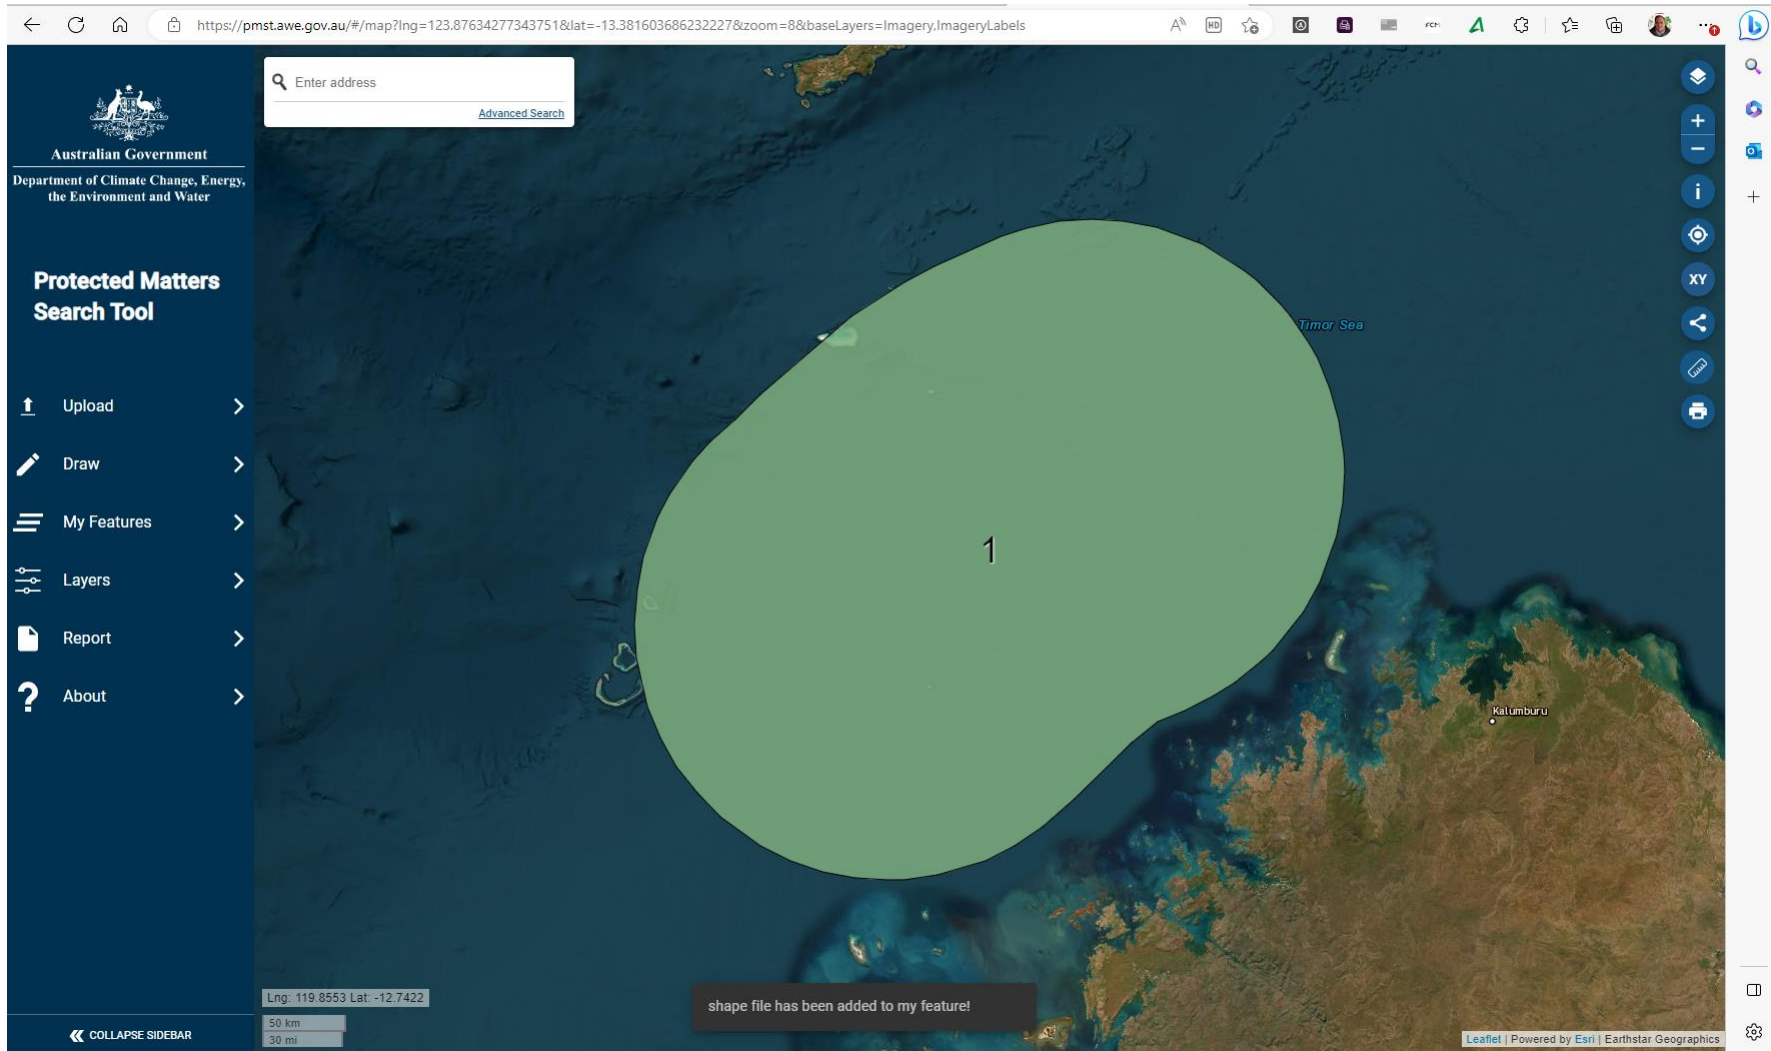 https://pmst.awe.gov.au/#/map?lng=123.87634277343751&lat=-13.381603686232227&zoom=8&baseLayers=Imagery,ImageryLabels
Enter address
Advanced Search
Australian Government
Department of Climate Change, Energy,
the Environment and Water
Protected Matters
Search Tool
Upload
Draw
My Features
Layers
Report
About
COLLAPSE SIDEBAR
XY
Timor Sea
1
Kalumburu
Lng: 119.8553 Lat: -12.7422
50 km
30 mi
shape file has been added to my feature!
Leaflet | Powered by Esri | Earthstar Geographics